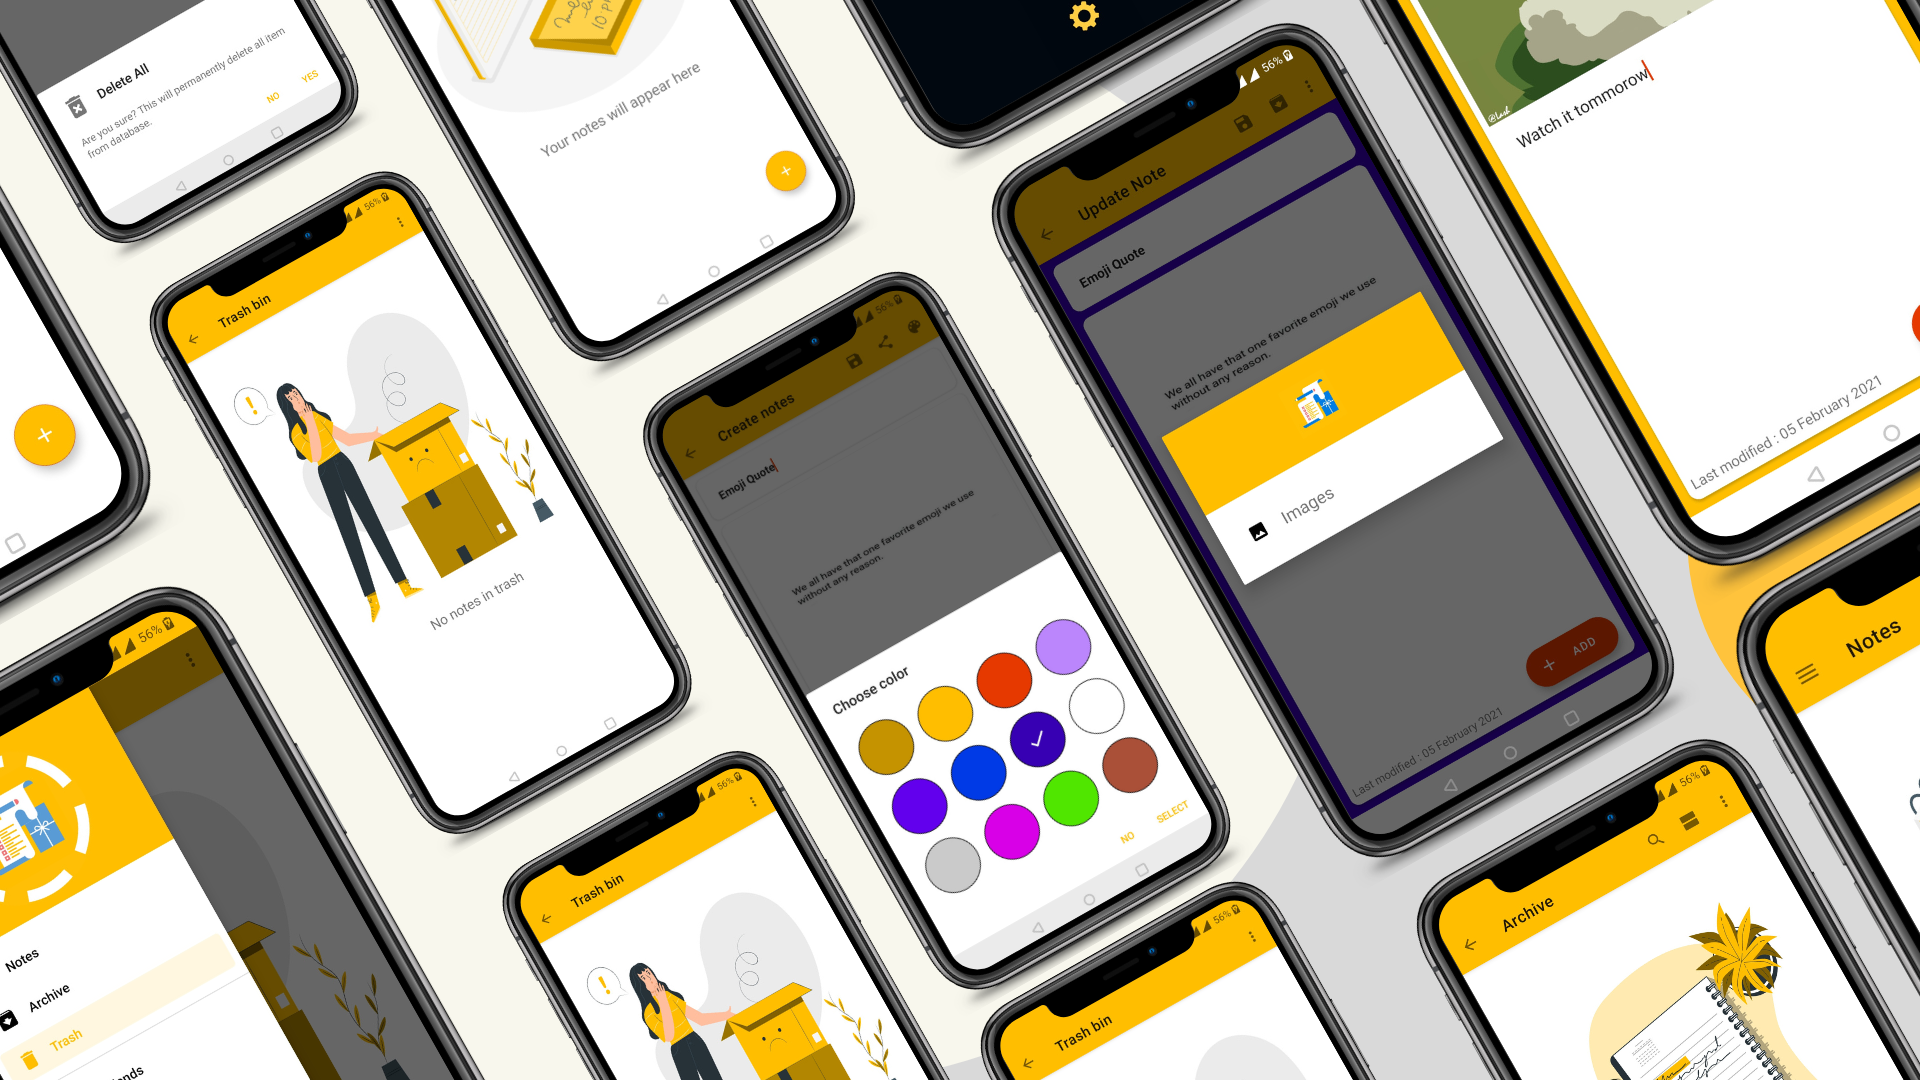 Delete All
Are you sure? This will permanently delete all item
from database.
NO
YES
Your notes will appear here
10 p
56%
Trash bin
No notes in trash
56%
Notes
Archive
Trash
56%
Create notes
Emoji Quote
We all have that one favorite emoji we use
without any reason.
Choose color
NO
SELECT
56%
Update Note
Emoji Quote
We all have that one favorite emoji we use
without any reason.
Images
ADD
Last modified : 05 February 2021
Watch it tommorow
Last modified : 05 February 2021
Notes
56%
Trash bin
56%
Trash bin
56%
Archive